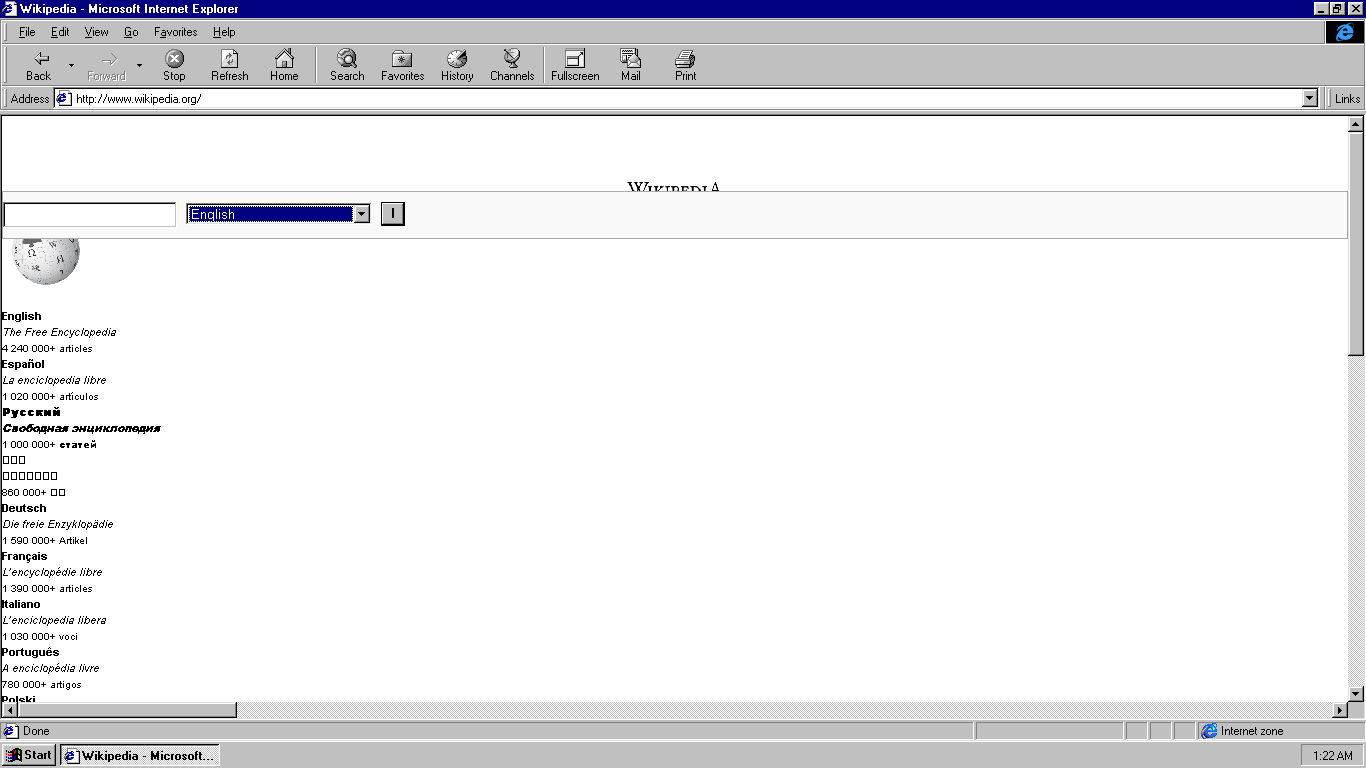 Wikipedia - Microsoft Internet Explorer
File Edit View Go Favorites Help
Back Forward Stop Refresh Home Search Favorites History Channels Fullscreen Mail Print
Address http://www.wikipedia.org/ Links
WIKIPEDIA
English
English
The Free Encyclopedia
4 240 000+ articles
Español
La enciclopedia libre
1 020 000+ artículos
Русский
Свободная энциклопедия
1 000 000+ статей
860 000+
Deutsch
Die freie Enzyklopädie
1 590 000+ Artikel
Français
L'encyclopédie libre
1 390 000+ articles
Italiano
L'enciclopedia libera
1 030 000+ voci
Português
A enciclopédia livre
780 000+ artigos
Polski
Done Internet zone
Start Wikipedia - Microsoft... 1:22 AM